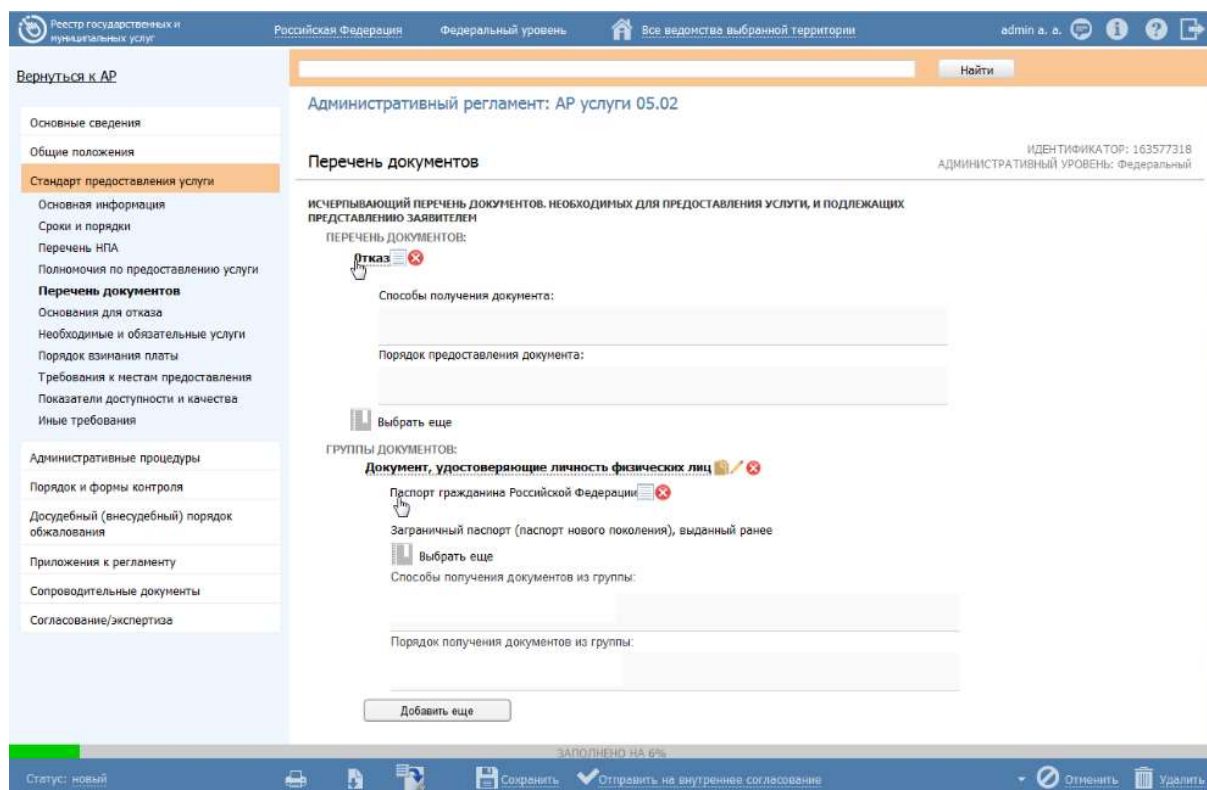 Реестр государственных и
муниципальных услуг
Российская Федерация
Федеральный уровень
Все ведомства выбранной территории
admin a. a.
Вернуться к АР
Найти
Основные сведения
Общие положения
Стандарт предоставления услуги
Основная информация
Сроки и порядки
Перечень НПА
Полномочия по предоставлению услуги
Перечень документов
Основания для отказа
Необходимые и обязательные услуги
Порядок взимания платы
Требования к местам предоставления
Показатели доступности и качества
Иные требования
Административные процедуры
Порядок и формы контроля
Досудебный (внесудебный) порядок
обжалования
Приложения к регламенту
Сопроводительные документы
Согласование/экспертиза
Административный регламент: АР услуги 05.02
Перечень документов
ИДЕНТИФИКАТОР: 163577318
АДМИНИСТРАТИВНЫЙ УРОВЕНЬ: Федеральный
ИСЧЕРПЫВАЮЩИЙ ПЕРЕЧЕНЬ ДОКУМЕНТОВ. НЕОБХОДИМЫХ ДЛЯ ПРЕДОСТАВЛЕНИЯ УСЛУГИ, И ПОДЛЕЖАЩИХ
ПРЕДСТАВЛЕНИЮ ЗАЯВИТЕЛЕМ
ПЕРЕЧЕНЬ ДОКУМЕНТОВ:
Отказ
Способы получения документа:
Порядок предоставления документа:
Выбрать еще
ГРУППЫ ДОКУМЕНТОВ:
Документ, удостоверяющие личность физических лиц
Паспорт гражданина Российской Федерации
Заграничный паспорт (паспорт нового поколения), выданный ранее
Выбрать еще
Способы получения документов из группы:
Порядок получения документов из группы:
Добавить еще
ЗАПОЛНЕНО НА 6%
Статус: новый
Сохранить
Отправить на внутреннее согласование
Отменить
Удалить